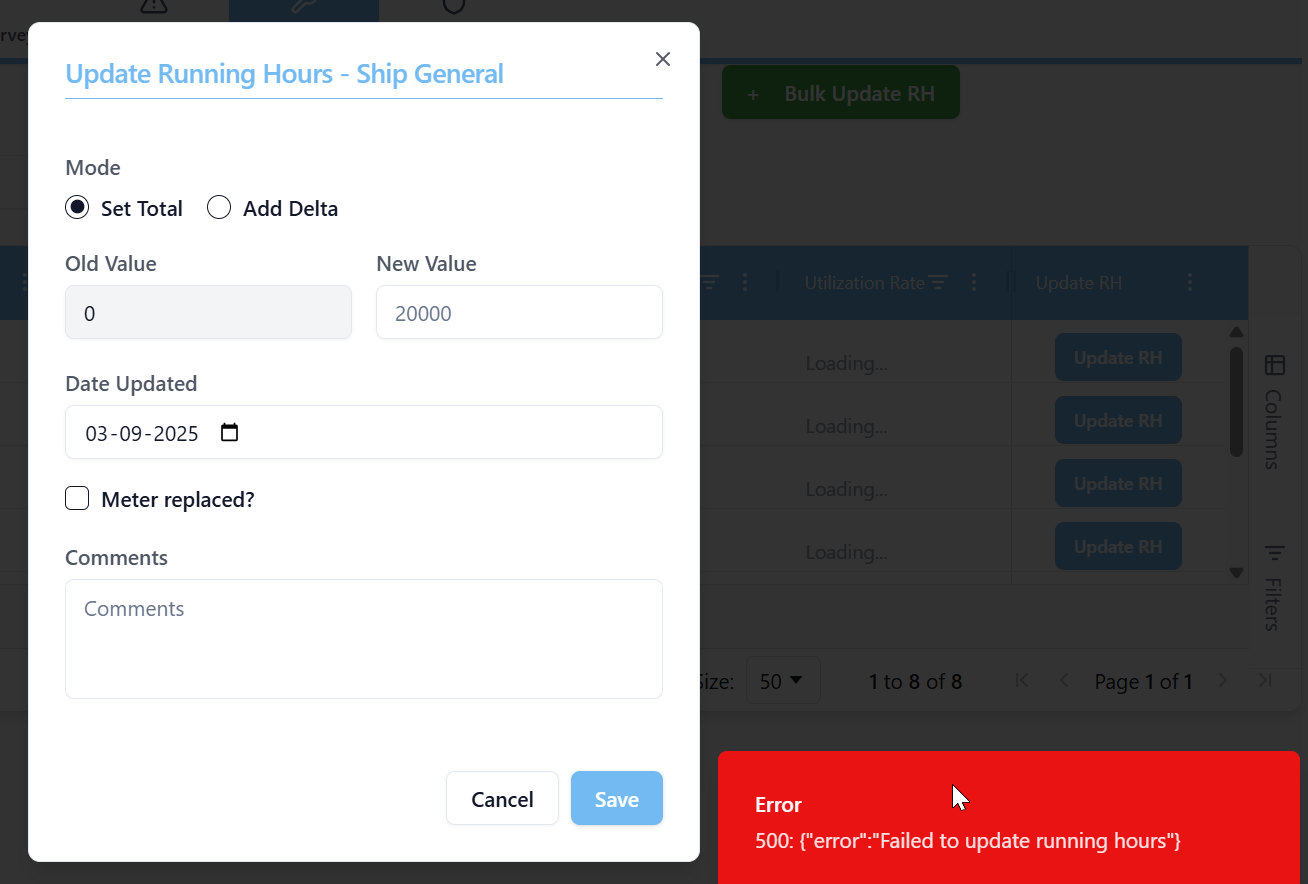 rvey
Update Running Hours - Ship General
+ Bulk Update RH
Mode
Set Total
Add Delta
Old Value
New Value
0
20000
Utilization Rate
Update RH
Loading...
Update RH
Date Updated
03-09-2025
Loading...
Update RH
Columns
Meter replaced?
Loading...
Update RH
Comments
Comments
Loading...
Update RH
Filters
Size:
50
1 to 8 of 8
Page 1 of 1
Cancel
Save
Error
500: {"error":"Failed to update running hours"}